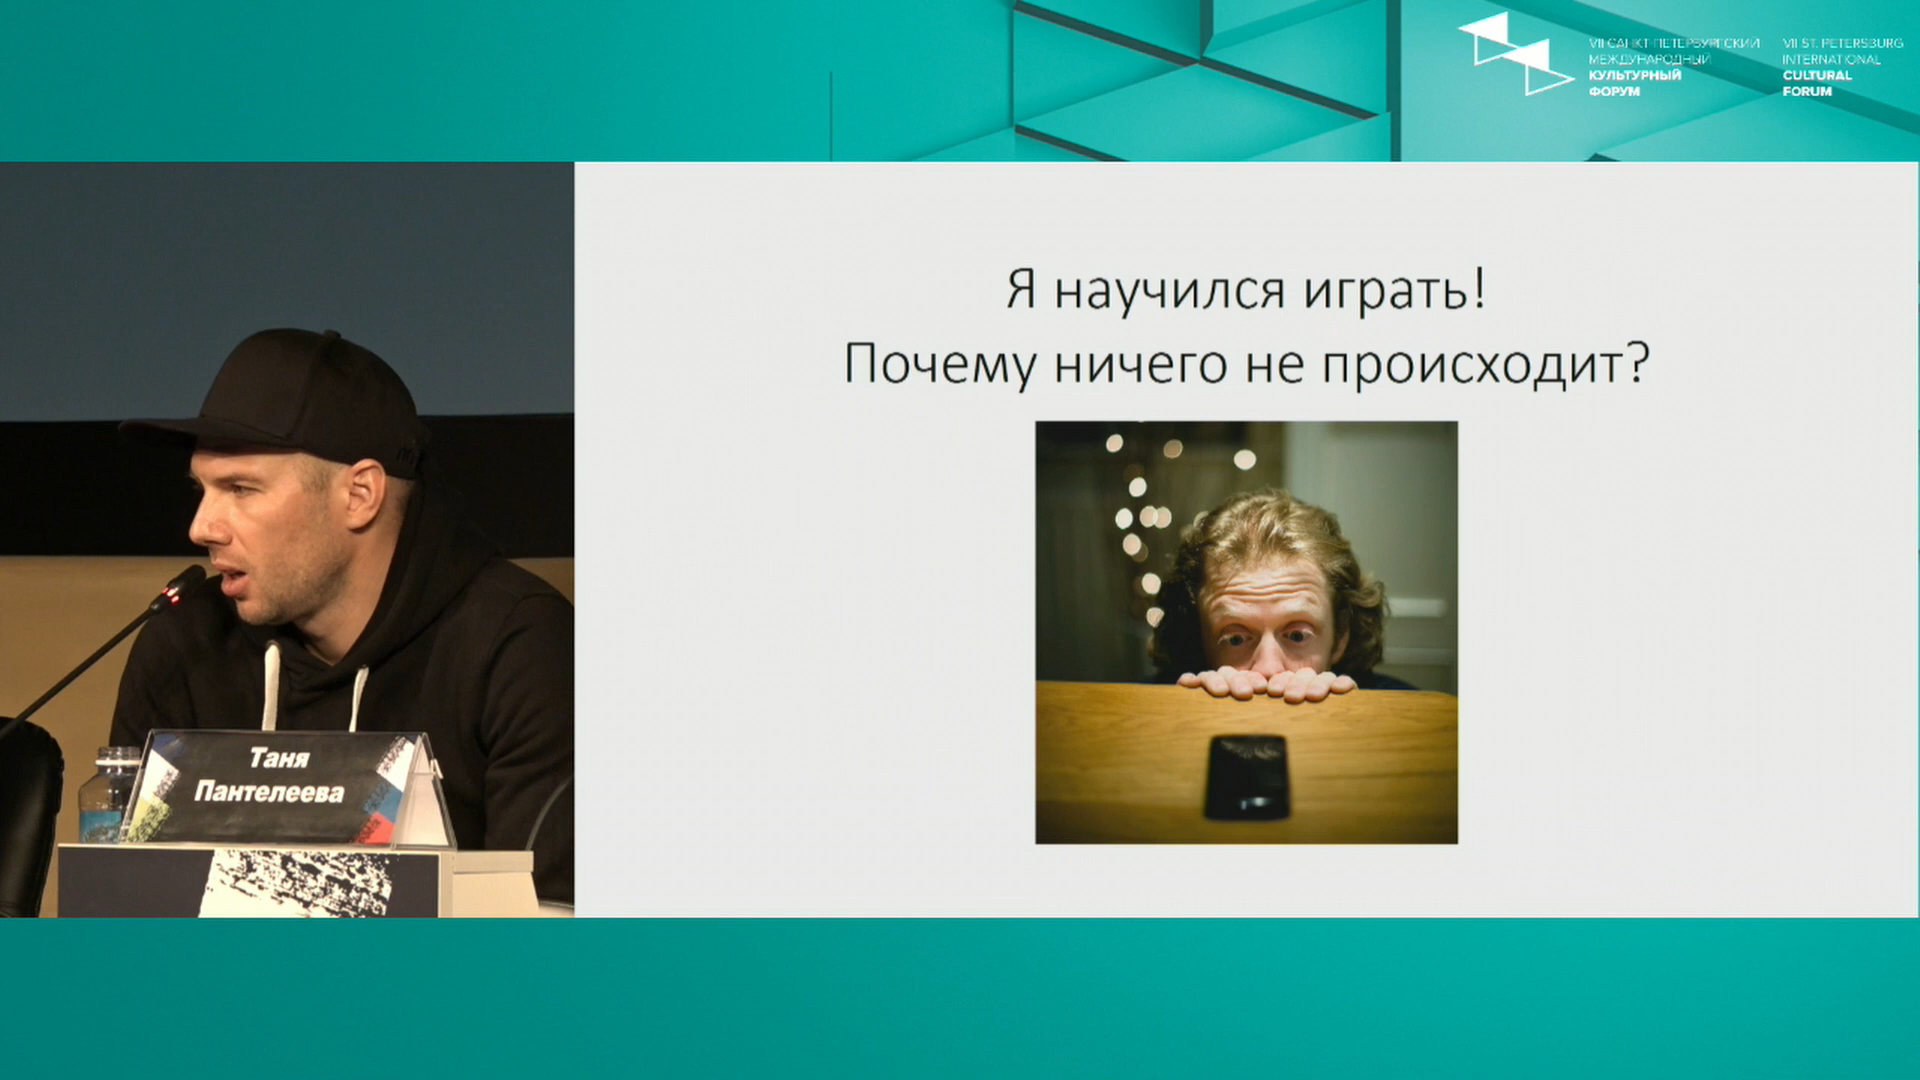 VII САНКТ-ПЕТЕРБУРГСКИЙ
МЕЖДУНАРОДНЫЙ
КУЛЬТУРНЫЙ
ФОРУМ
VII ST. PETERSBURG
INTERNATIONAL
CULTURAL
FORUM
Я научился играть!
Почему ничего не происходит?
Таня
Пантелеева